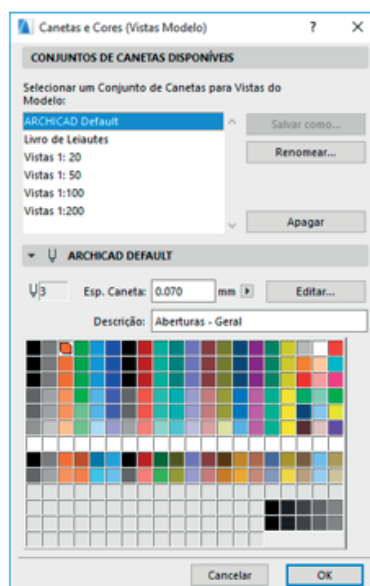 Canetas e Cores (Vistas Modelo) ? ×
CONJUNTOS DE CANETAS DISPONÍVEIS
Selecionar um Conjunto de Canetas para Vistas do
Modelo:
ARCHICAD Default
Salvar como...
Livro de Leiautes
Renomear...
Vistas 1: 20
Vistas 1: 50
Vistas 1:100
Vistas 1:200
Apagar
ARCHICAD DEFAULT
3 Esp. Caneta: 0.070 mm Editar...
Descrição: Aberturas - Geral
Cancelar OK